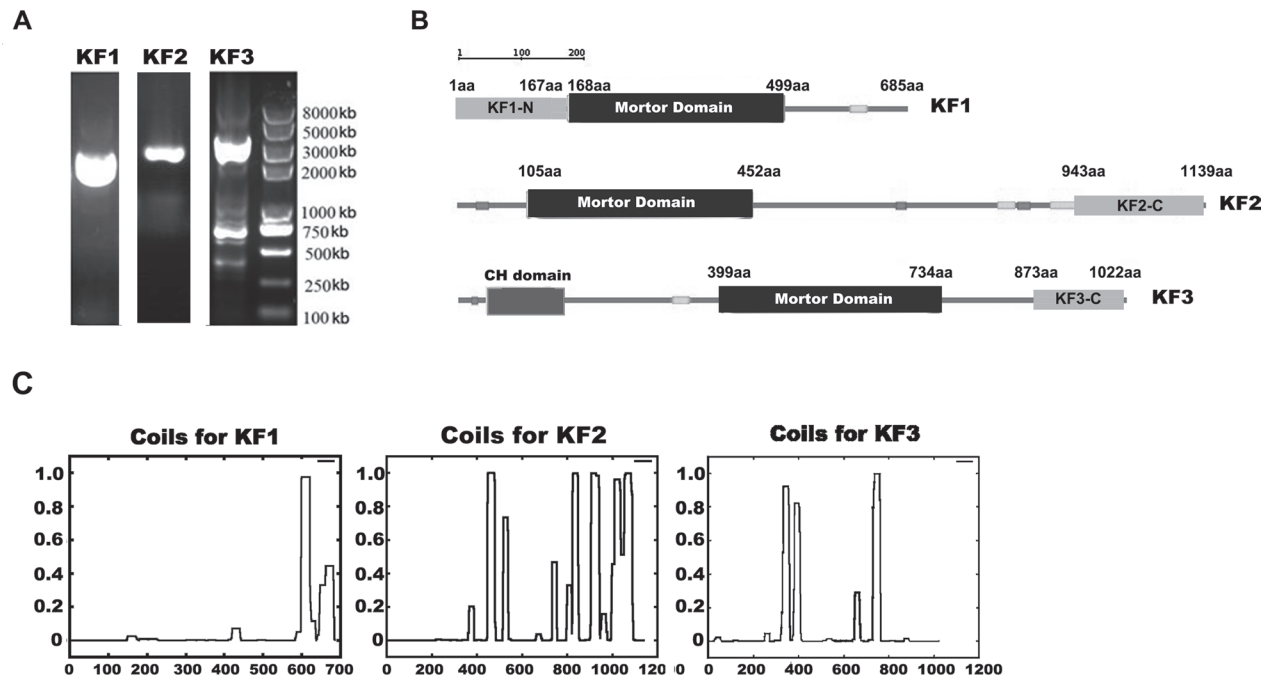 A
KF1 KF2 KF3
8000kb
5000kb
3000kb
2000kb
1000kb
750kb
500kb
250kb
100kb
B
1 100 200
1aa 167aa 168aa 499aa 685aa
KF1-N Mortor Domain KF1
105aa 452aa 943aa 1139aa
Mortor Domain KF2-C KF2
CH domain 399aa 734aa 873aa 1022aa
Mortor Domain KF3-C KF3
C
Coils for KF1
1.0
0.8
0.6
0.4
0.2
0
0 100 200 300 400 500 600 700
Coils for KF2
1.0
0.8
0.6
0.4
0.2
0
0 200 400 600 800 1000 120
Coils for KF3
1.0
0.8
0.6
0.4
0.2
0
00 0 200 400 600 800 1000 1200